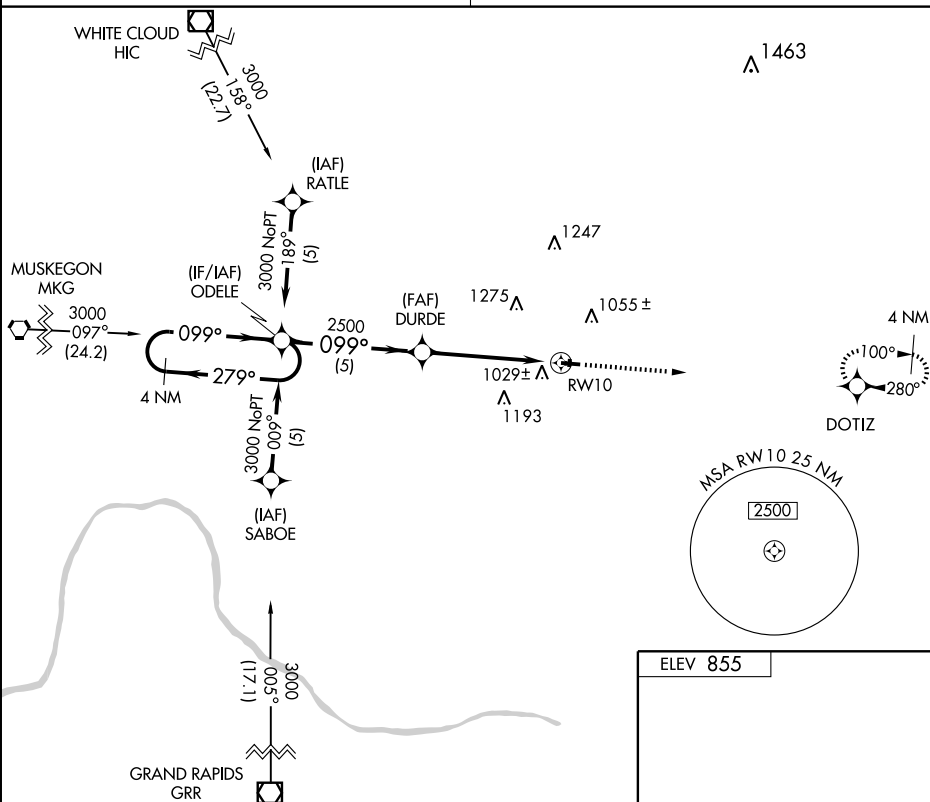 WHITE CLOUD
HIC
3000
158°
(22.7)
1463
(IAF)
RATLE
3000 NoPT
189°
(5)
1247
MUSKEGON
MKG
3000
097°
(24.2)
(IF/IAF)
ODELE
099°
279°
4 NM
2500
099°
(5)
(FAF)
DURDE
1275
1055 ±
1029±
RW10
1193
4 NM
100°
280°
DOTIZ
3000 NoPT
009°
(5)
(IAF)
SABOE
MSA RW10 25 NM
2500
3000
005°
(17.1)
GRAND RAPIDS
GRR
ELEV 855